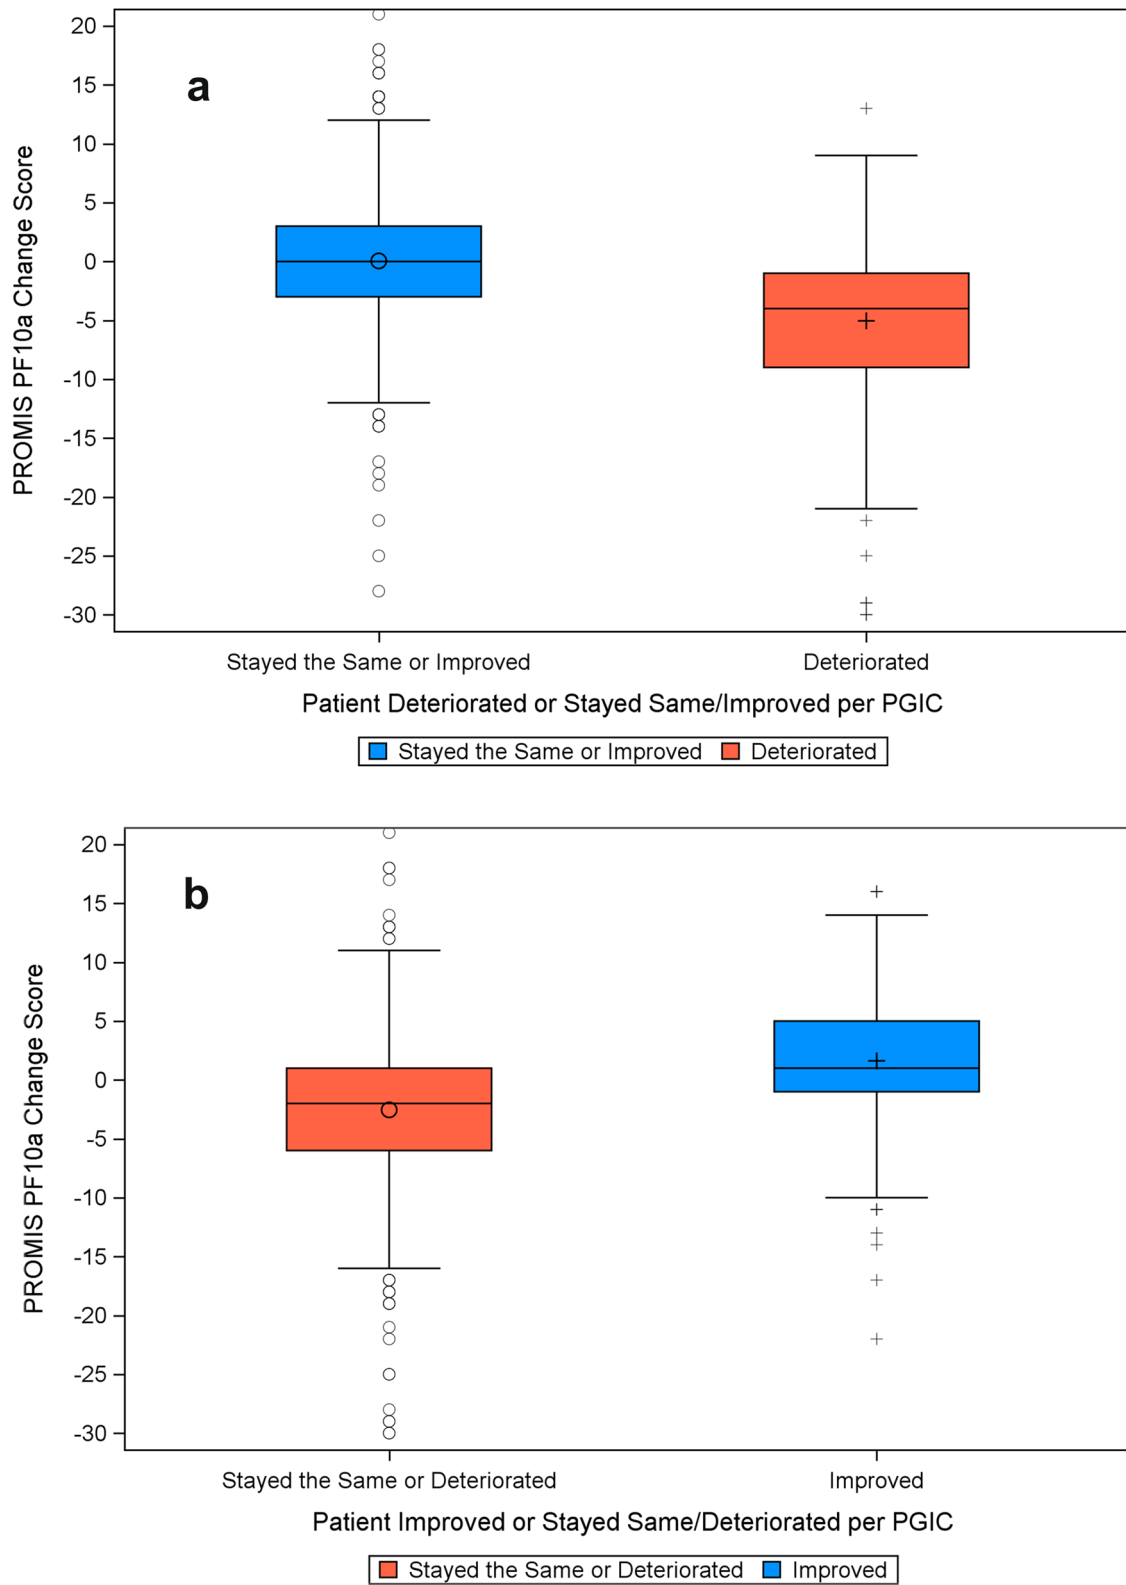 20
a
15
10
5
0
-5
-10
-15
-20
-25
-30
PROMIS PF10a Change Score
Stayed the Same or Improved Deteriorated
Patient Deteriorated or Stayed Same/Improved per PGIC
Stayed the Same or Improved Deteriorated
20
b
15
10
5
0
-5
-10
-15
-20
-25
-30
PROMIS PF10a Change Score
Stayed the Same or Deteriorated Improved
Patient Improved or Stayed Same/Deteriorated per PGIC
Stayed the Same or Deteriorated Improved